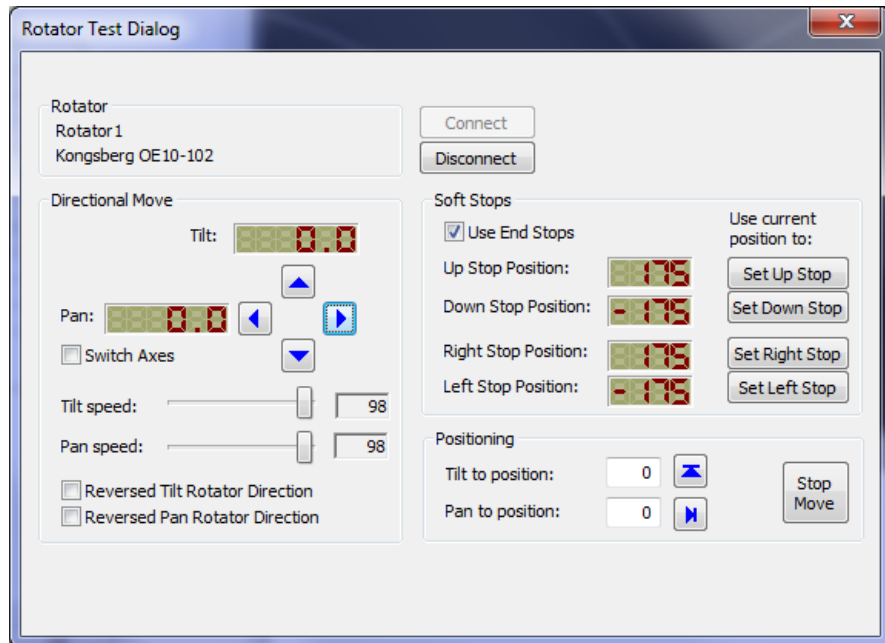 Rotator Test Dialog
Rotator
Rotator1
Kongsberg OE10-102
Connect
Disconnect
Directional Move
Tilt: 0.0
Pan: 0.0
Switch Axes
Tilt speed: 98
Pan speed: 98
Reversed Tilt Rotator Direction
Reversed Pan Rotator Direction
Soft Stops
Use End Stops
Use current
position to:
Up Stop Position: 175 Set Up Stop
Down Stop Position: -175 Set Down Stop
Right Stop Position: 175 Set Right Stop
Left Stop Position: -175 Set Left Stop
Positioning
Tilt to position: 0
Pan to position: 0
Stop
Move